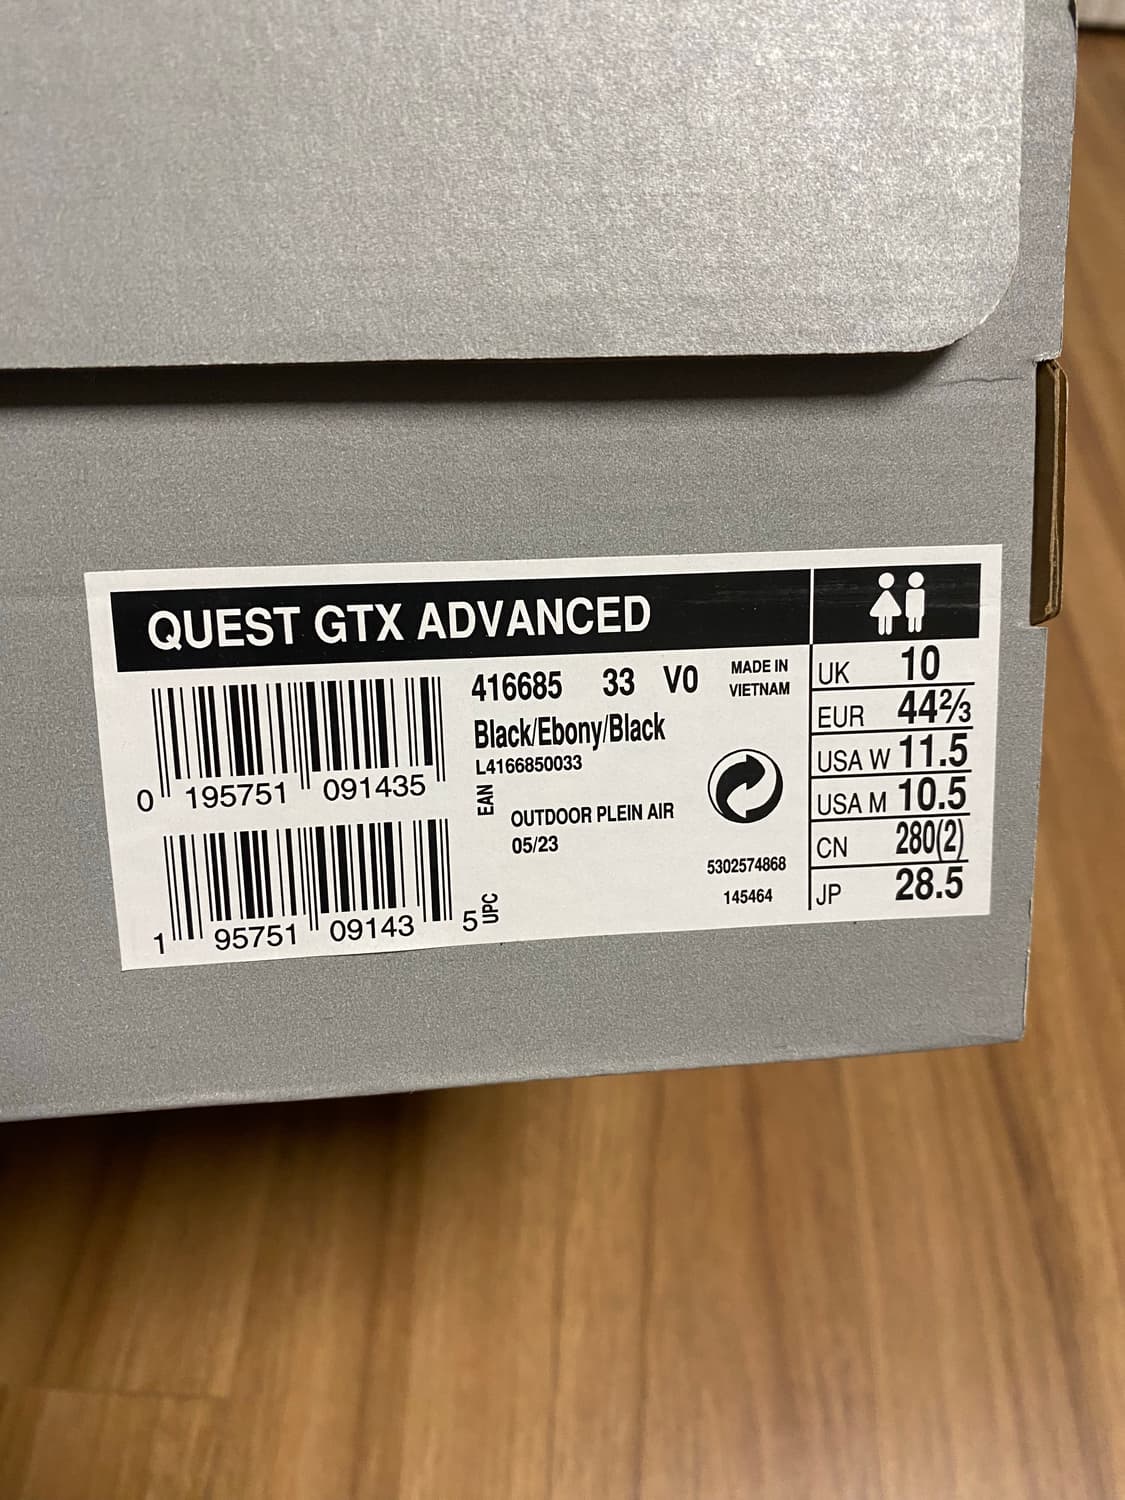 QUEST GTX ADVANCED
416685 33 V0
MADE IN
VIETNAM
Black/Ebony/Black
L4166850033
0 195751 091435
EAN
OUTDOOR PLEIN AIR
05/23
5302574868
145464
1 95751 09143 5
UPC
UK 10
EUR 44⅔
USA W 11.5
USA M 10.5
CN 280(2)
JP 28.5